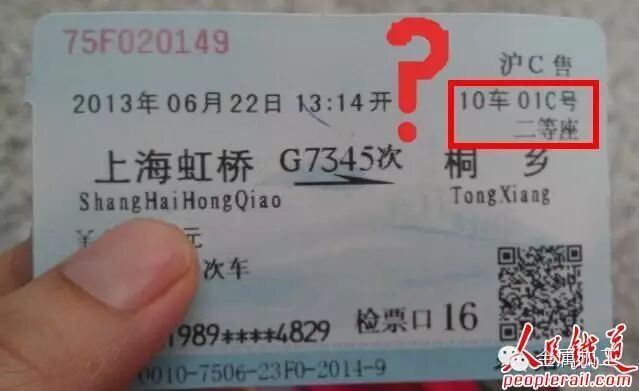 75F020149
沪C售
2013年06月22日 13:14开
10车 01C号
二等座
?
上海虹桥 G7345次 桐乡
ShangHaiHongQiao TongXiang
¥ 元
次车
1989****4829
检票口 16
0010-7506-23F0-2014-9
人民铁道
peoplerail.com